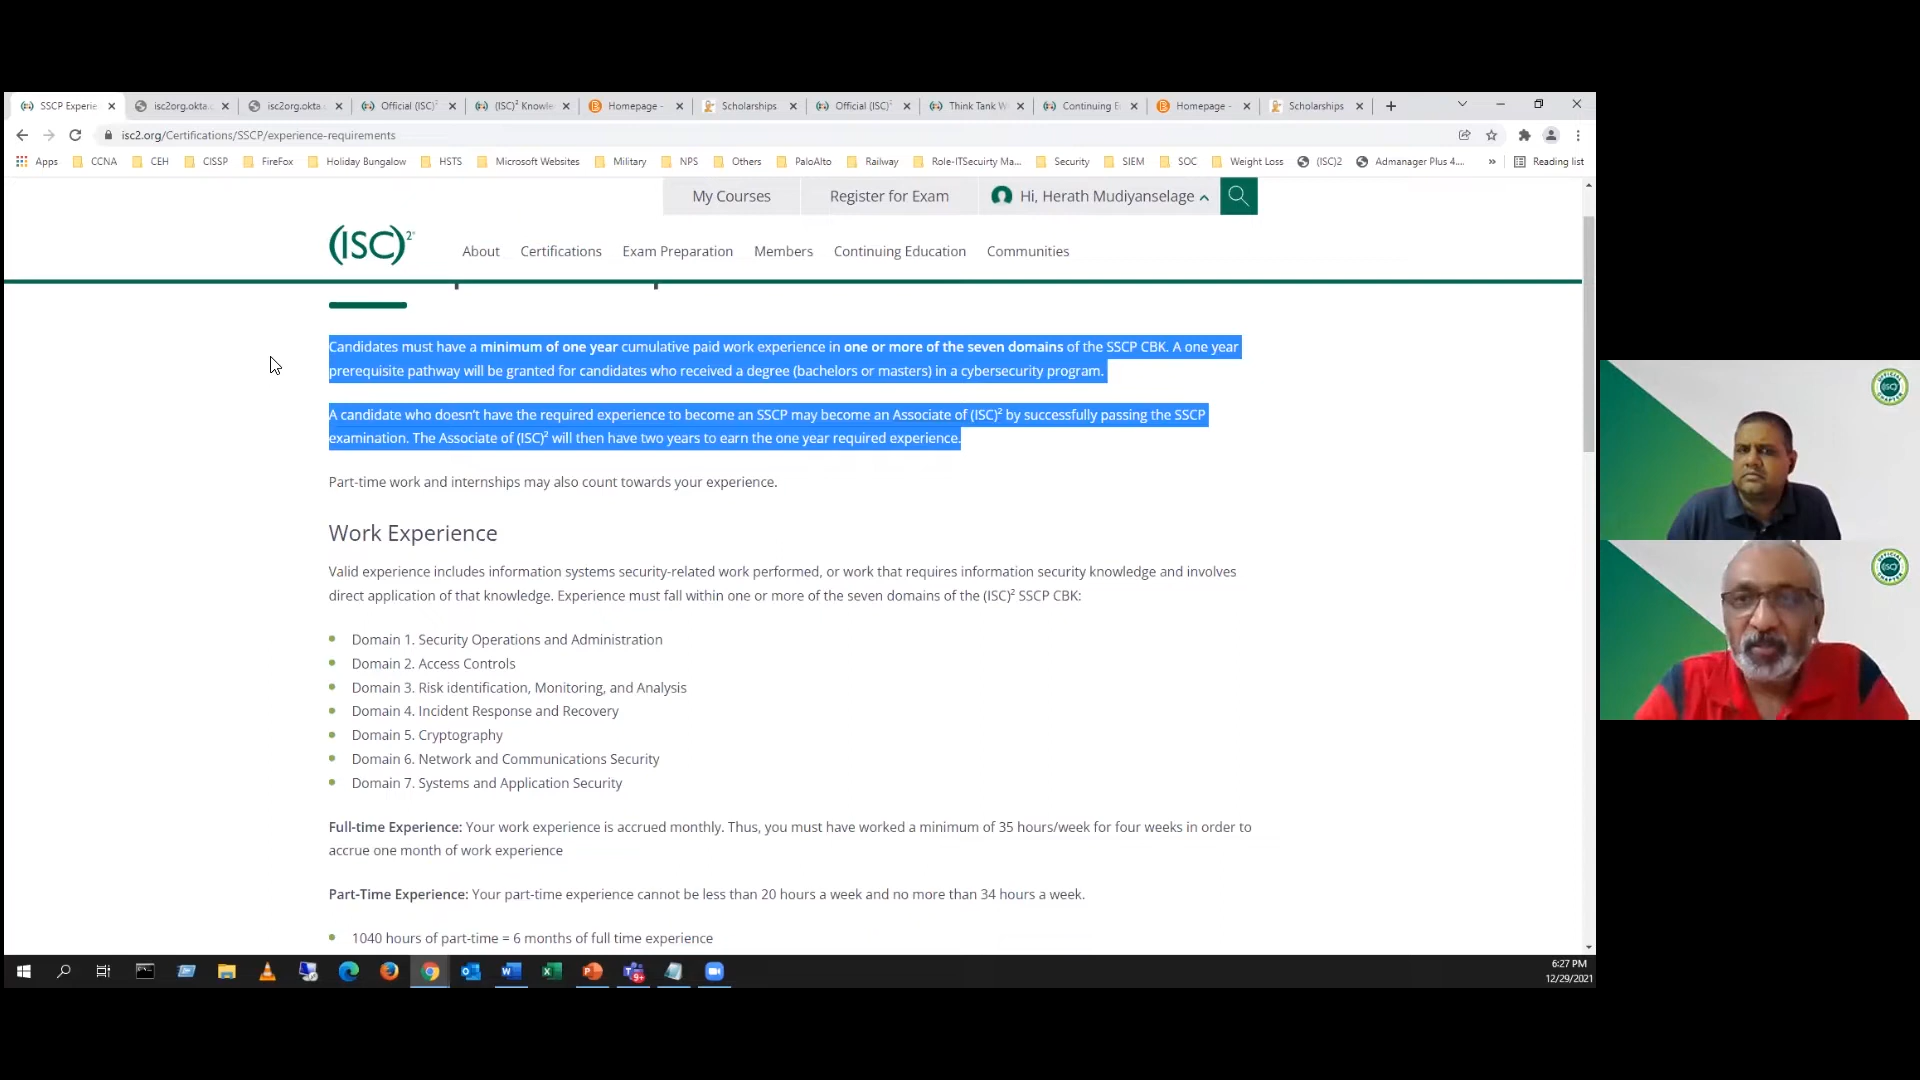 SSCP Experie
isc2org.okta.
isc2org.okta.
Official (ISC)²
(ISC)² Knowle
Homepage -
Scholarships
Official (ISC)²
Think Tank W
Continuing E
Homepage -
Scholarships
isc2.org/Certifications/SSCP/experience-requirements
Apps CCNA CEH CISSP FireFox Holiday Bungalow HSTS Microsoft Websites Military NPS Others PaloAlto Railway Role-ITSecuirty Ma... Security SIEM SOC Weight Loss (ISC)2 Admanager Plus 4.... » Reading list
My Courses Register for Exam Hi, Herath Mudiyanselage
(ISC)²
About Certifications Exam Preparation Members Continuing Education Communities
Candidates must have a minimum of one year cumulative paid work experience in one or more of the seven domains of the SSCP CBK. A one year
prerequisite pathway will be granted for candidates who received a degree (bachelors or masters) in a cybersecurity program.
A candidate who doesn't have the required experience to become an SSCP may become an Associate of (ISC)² by successfully passing the SSCP
examination. The Associate of (ISC)² will then have two years to earn the one year required experience.
Part-time work and internships may also count towards your experience.
Work Experience
Valid experience includes information systems security-related work performed, or work that requires information security knowledge and involves
direct application of that knowledge. Experience must fall within one or more of the seven domains of the (ISC)² SSCP CBK:
Domain 1. Security Operations and Administration
Domain 2. Access Controls
Domain 3. Risk identification, Monitoring, and Analysis
Domain 4. Incident Response and Recovery
Domain 5. Cryptography
Domain 6. Network and Communications Security
Domain 7. Systems and Application Security
Full-time Experience: Your work experience is accrued monthly. Thus, you must have worked a minimum of 35 hours/week for four weeks in order to
accrue one month of work experience
Part-Time Experience: Your part-time experience cannot be less than 20 hours a week and no more than 34 hours a week.
1040 hours of part-time = 6 months of full time experience
6:27 PM
12/29/2021